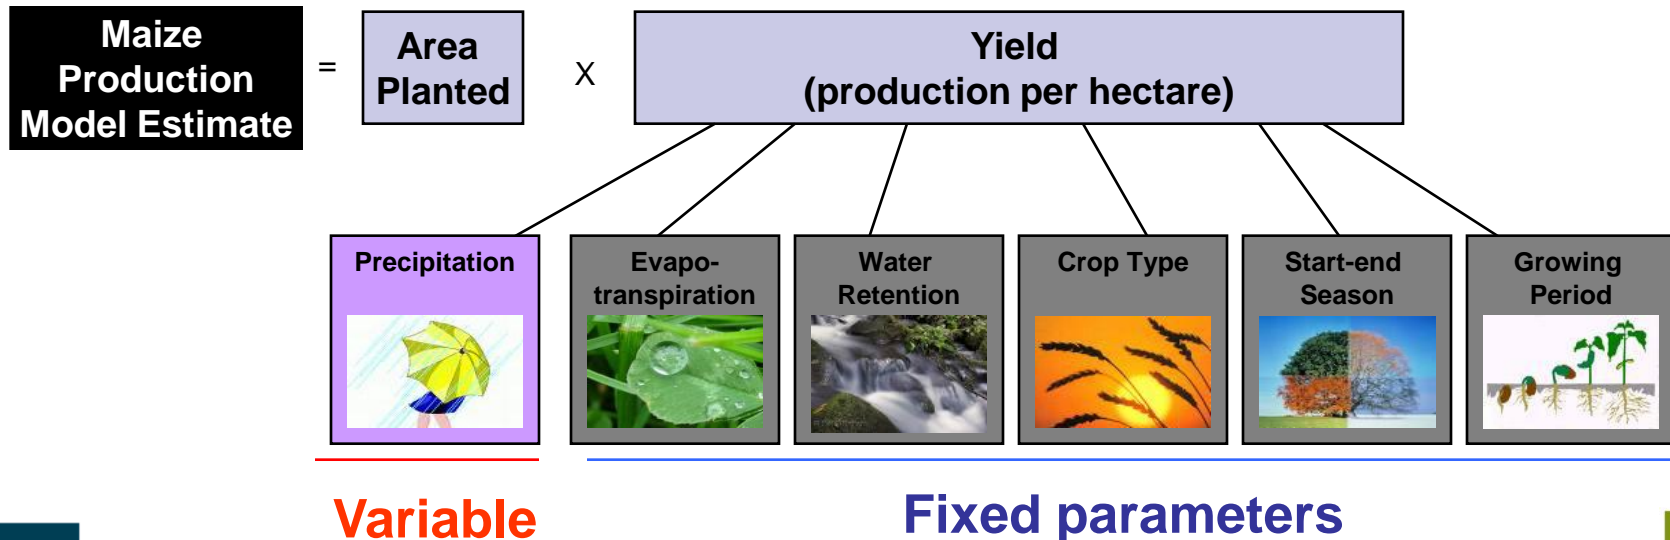 Maize
Production
Model Estimate
=
Area
Planted
X
Yield
(production per hectare)
Precipitation
Evapo-
transpiration
Water
Retention
Crop Type
Start-end
Season
Growing
Period
Variable
Fixed parameters